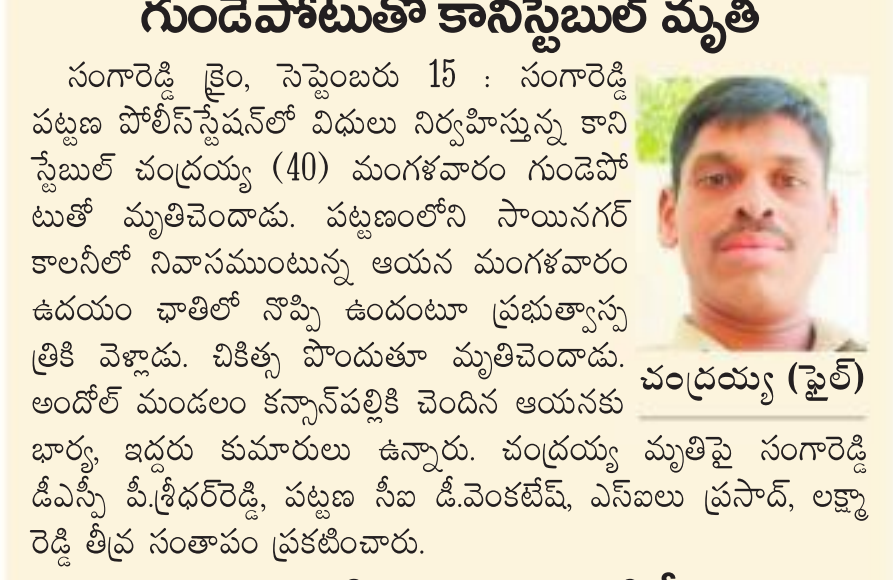 గుండెపోటుతో కానిస్టేబుల్ మృతి
సంగారెడ్డి క్రైం, సెప్టెంబరు 15 : సంగారెడ్డి
పట్టణ పోలీస్‌స్టేషన్‌లో విధులు నిర్వహిస్తున్న కాని
స్టేబుల్ చంద్రయ్య (40) మంగళవారం గుండెపో
టుతో మృతిచెందాడు. పట్టణంలోని సాయినగర్
కాలనీలో నివాసముంటున్న ఆయన మంగళవారం
ఉదయం ఛాతిలో నొప్పి ఉందంటూ ప్రభుత్వాస్ప
త్రికి వెళ్లాడు. చికిత్స పొందుతూ మృతిచెందాడు.
అందోల్ మండలం కన్సాన్‌పల్లికి చెందిన ఆయనకు
భార్య, ఇద్దరు కుమారులు ఉన్నారు. చంద్రయ్య మృతిపై సంగారెడ్డి
డీఎస్పీ పీ.శ్రీధర్‌రెడ్డి, పట్టణ సీఐ డీ.వెంకటేష్, ఎస్ఐలు ప్రసాద్, లక్ష్మా
రెడ్డి తీవ్ర సంతాపం ప్రకటించారు.
చంద్రయ్య (ఫైల్)